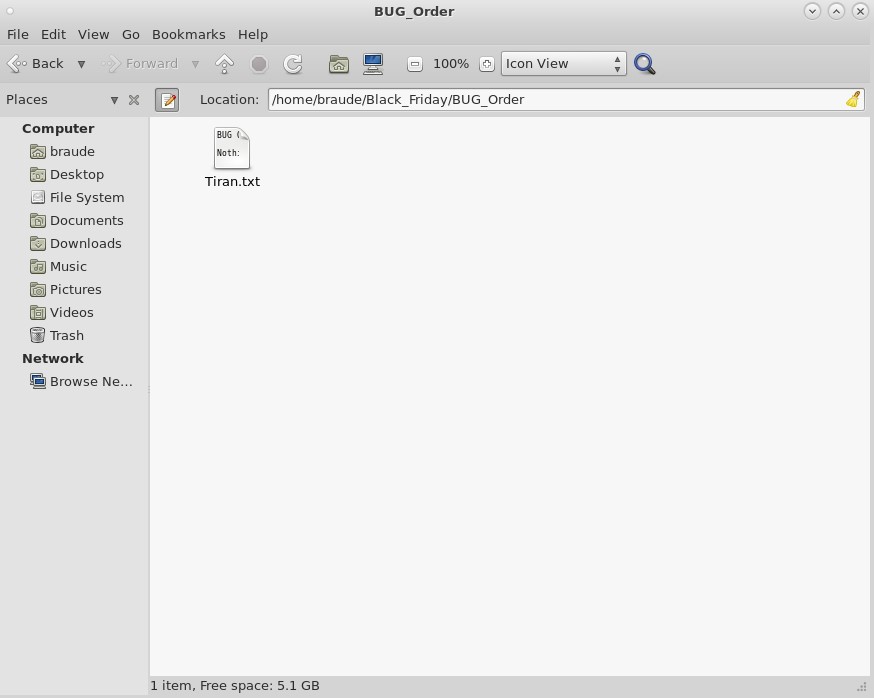 BUG_Order
File Edit View Go Bookmarks Help
Back Forward 100% Icon View
Places Location: /home/braude/Black_Friday/BUG_Order
Computer
braude
Desktop
File System
Documents
Downloads
Music
Pictures
Videos
Trash
Network
Browse Ne...
BUG (
Noth:
Tiran.txt
1 item, Free space: 5.1 GB